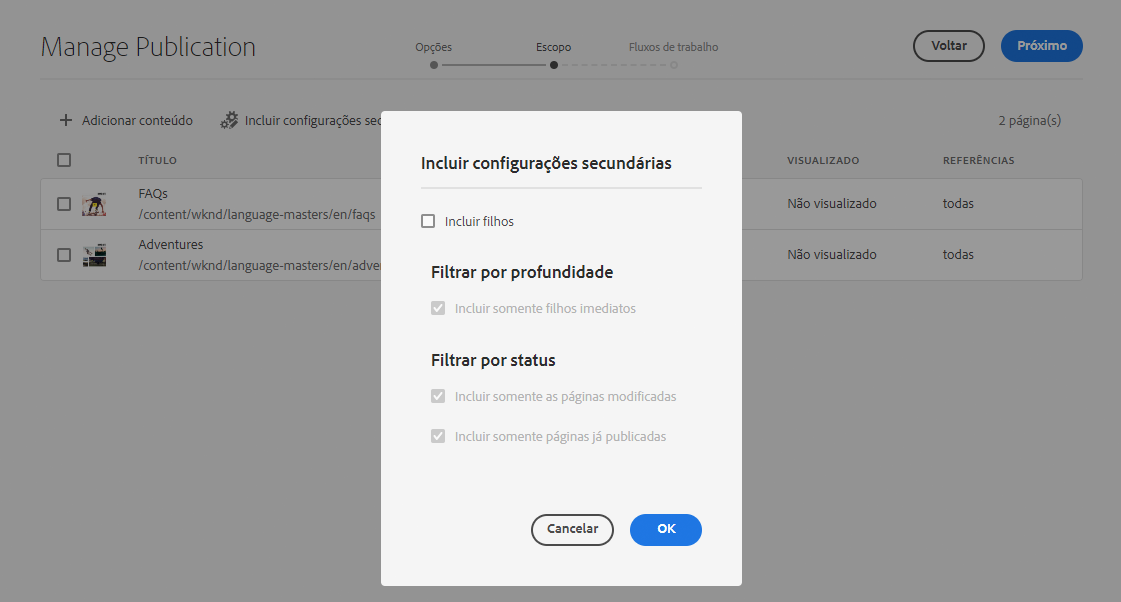 Manage Publication
Opções
Escopo
Fluxos de trabalho
Voltar
Próximo
Adicionar conteúdo
Incluir configurações
2 página(s)
TÍTULO
VISUALIZADO
REFERÊNCIAS
FAQs
/content/wknd/language-masters/en/faqs
Não visualizado
todas
Adventures
/content/wknd/language-masters/en/adve
Não visualizado
todas
Incluir configurações secundárias
Incluir filhos
Filtrar por profundidade
Incluir somente filhos imediatos
Filtrar por status
Incluir somente as páginas modificadas
Incluir somente páginas já publicadas
Cancelar
OK